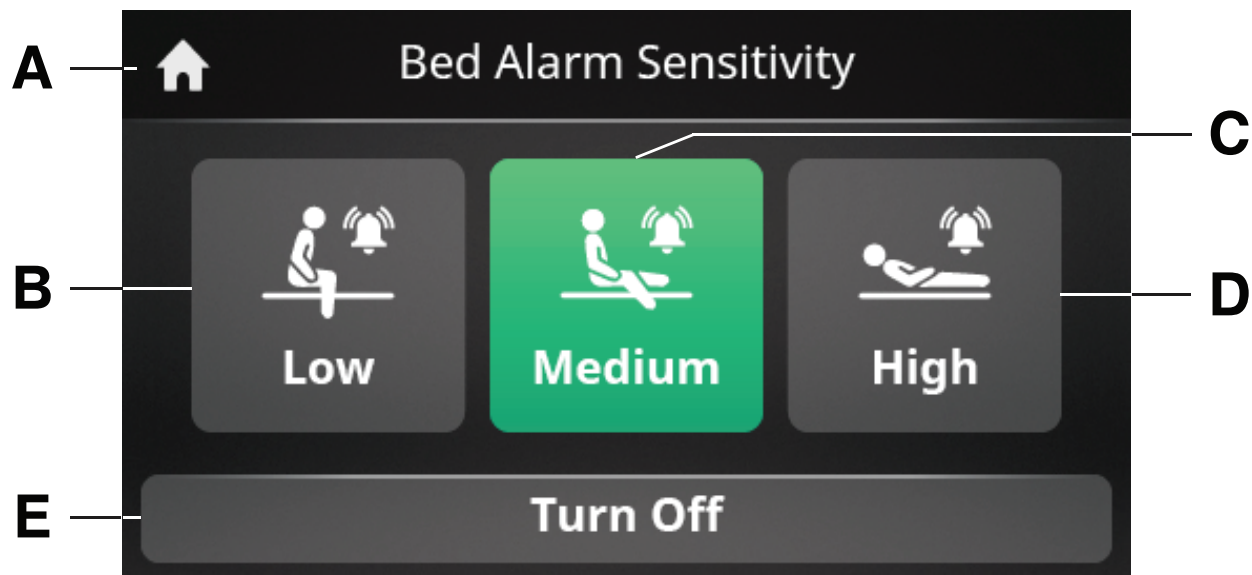 A
Bed Alarm Sensitivity
C
B
D
Low
Medium
High
E
Turn Off